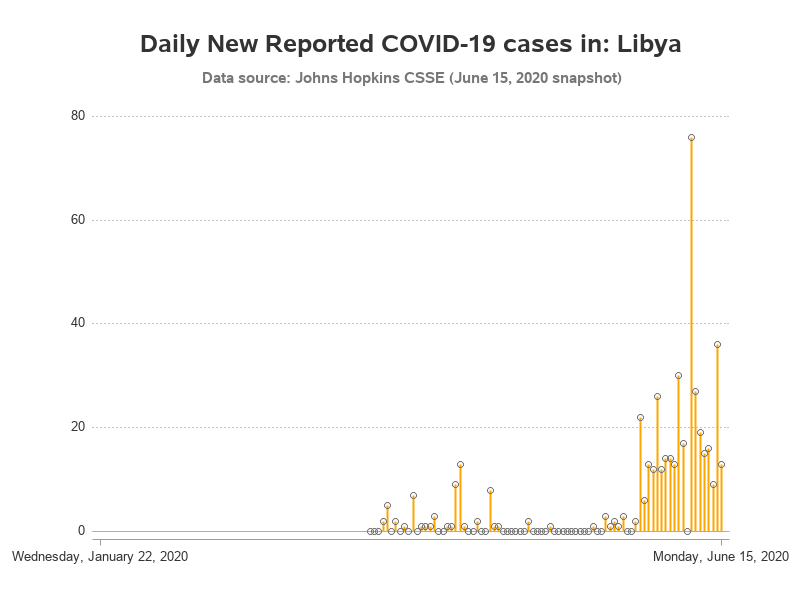 Daily New Reported COVID-19 cases in: Libya
Data source: Johns Hopkins CSSE (June 15, 2020 snapshot)
80
60
40
20
0
Wednesday, January 22, 2020
Monday, June 15, 2020